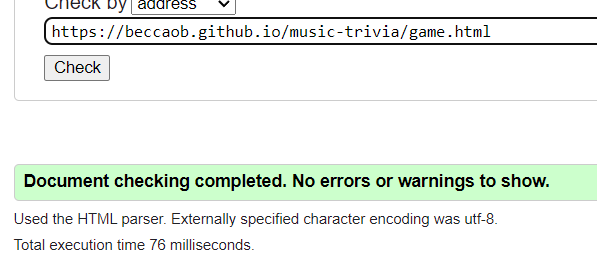 Check by address
https://beccaob.github.io/music-trivia/game.html
Check
Document checking completed. No errors or warnings to show.
Used the HTML parser. Externally specified character encoding was utf-8.
Total execution time 76 milliseconds.